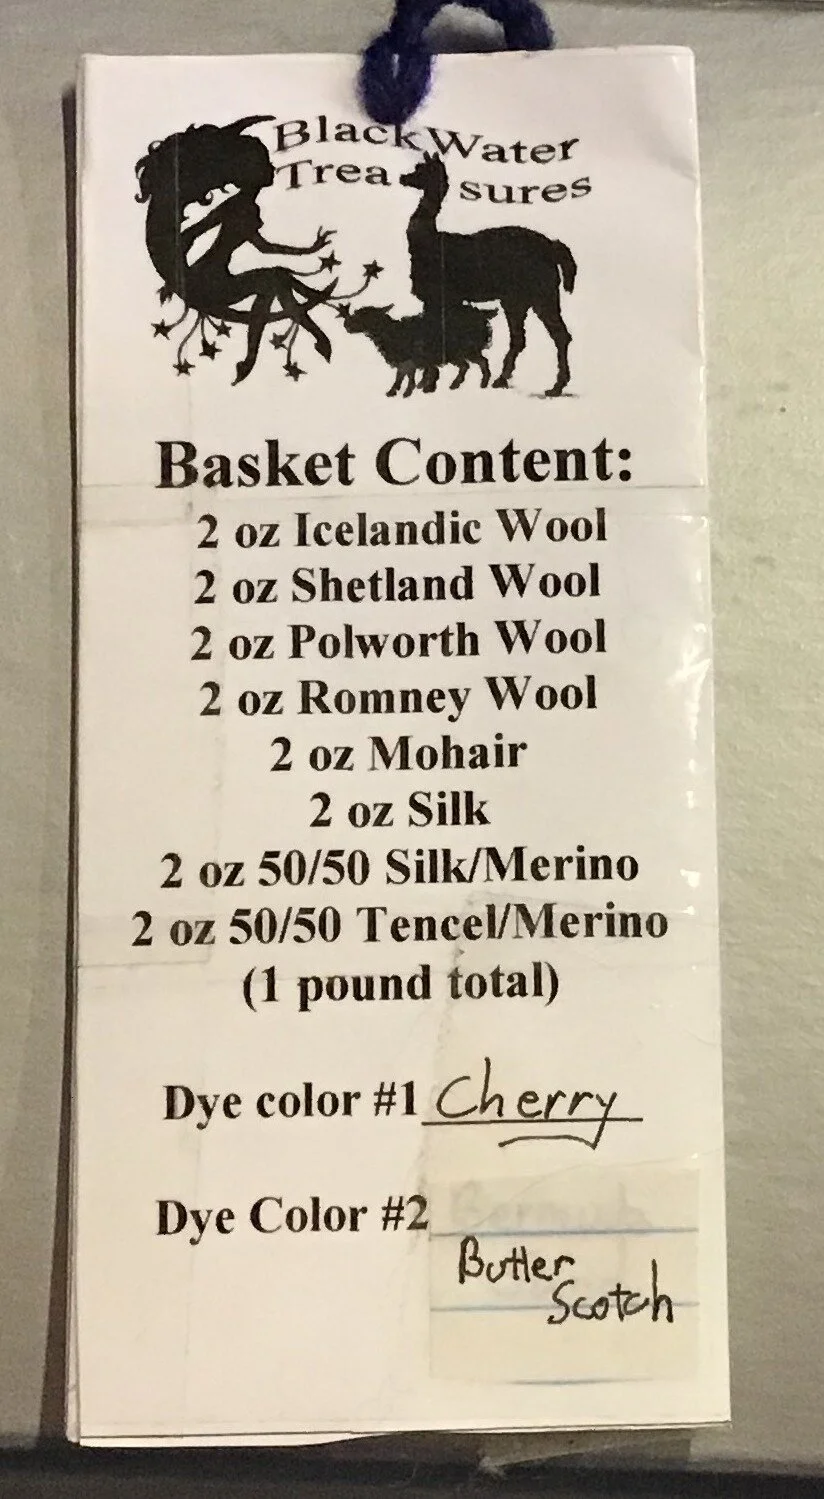 BlackWater
Treasures
Basket Content:
2 oz Icelandic Wool
2 oz Shetland Wool
2 oz Polworth Wool
2 oz Romney Wool
2 oz Mohair
2 oz Silk
2 oz 50/50 Silk/Merino
2 oz 50/50 Tencel/Merino
(1 pound total)
Dye color #1 Cherry
Dye Color #2
Butter
Scotch